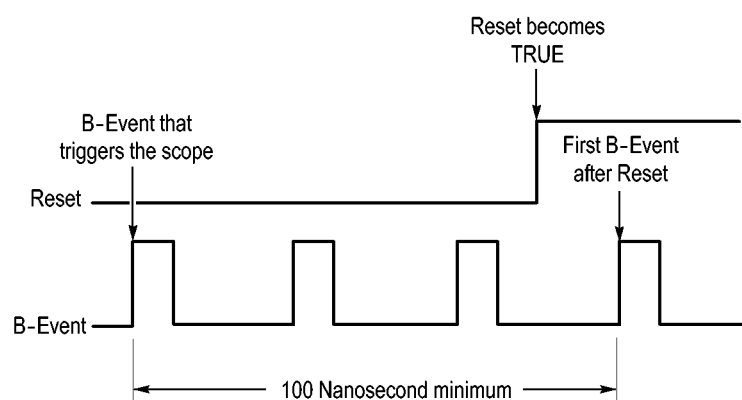 Reset becomes
TRUE
B-Event that
triggers the scope
First B-Event
after Reset
Reset
B-Event
100 Nanosecond minimum